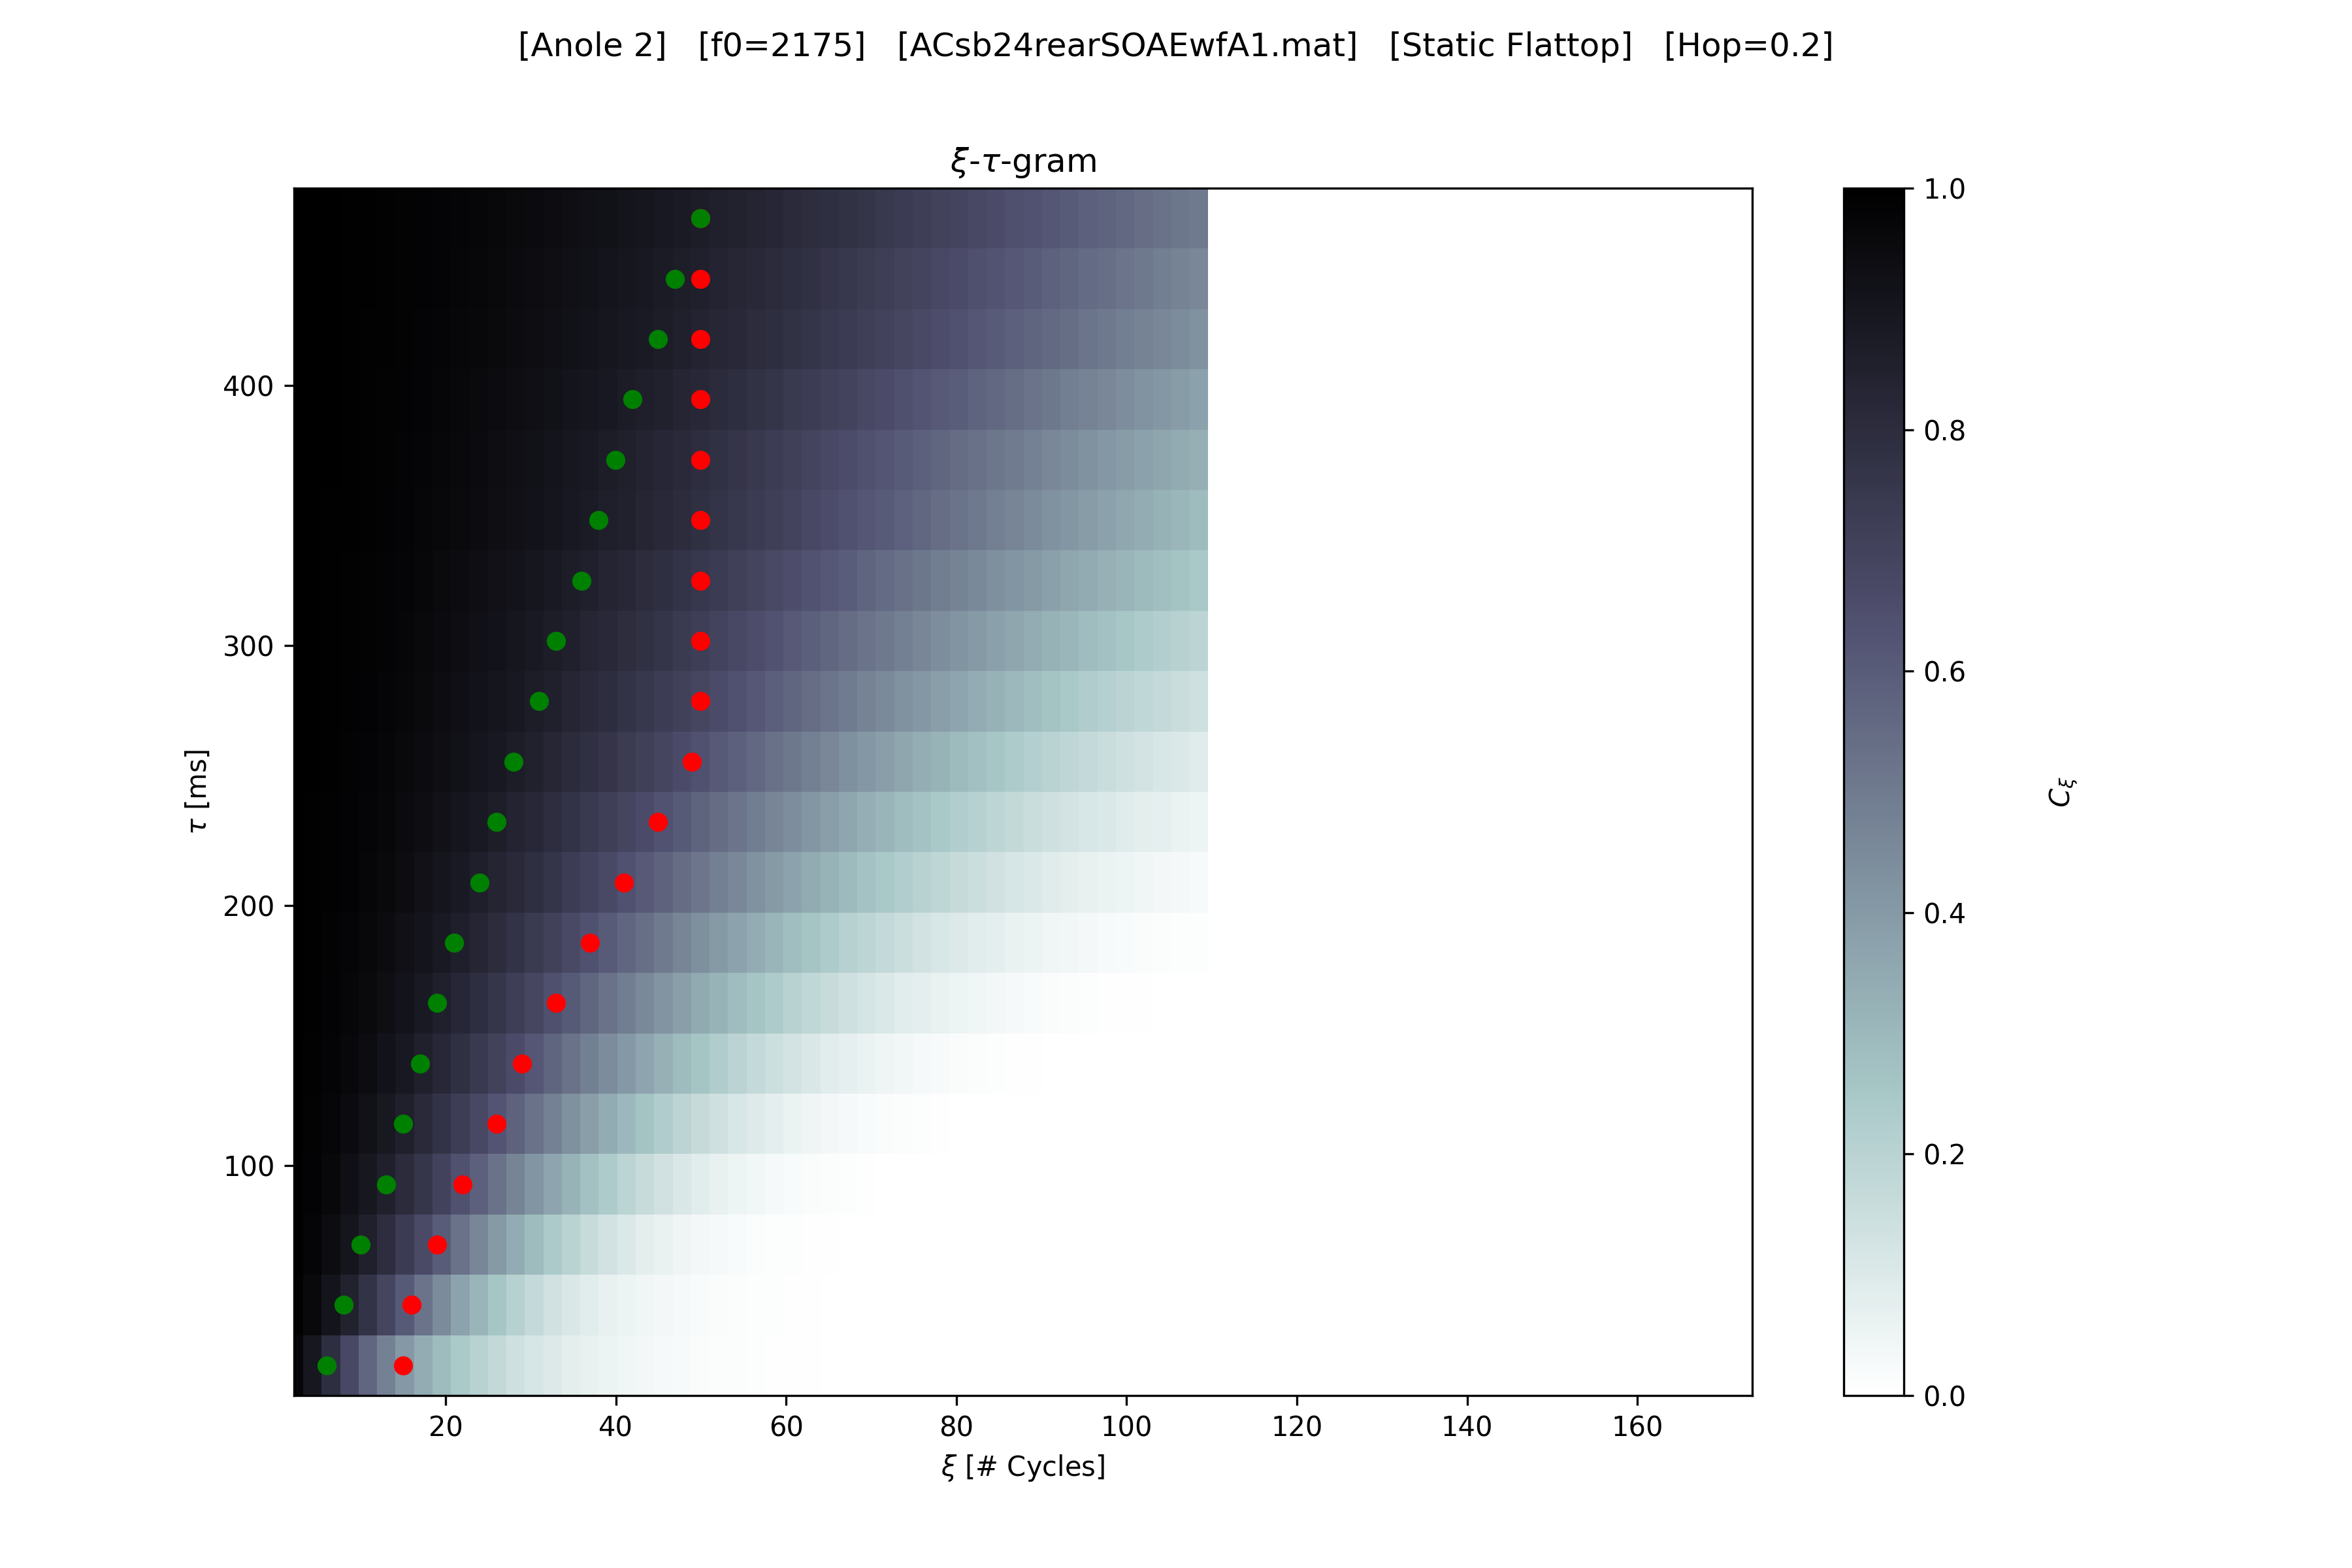 [Anole 2]   [f0=2175]   [ACsb24rearSOAEwfA1.mat]   [Static Flattop]   [Hop=0.2]
ξ-τ-gram
τ [ms]
400
300
200
100
20 40 60 80 100 120 140 160
ξ [# Cycles]
1.0
0.8
0.6
0.4
0.2
0.0
C_ξ